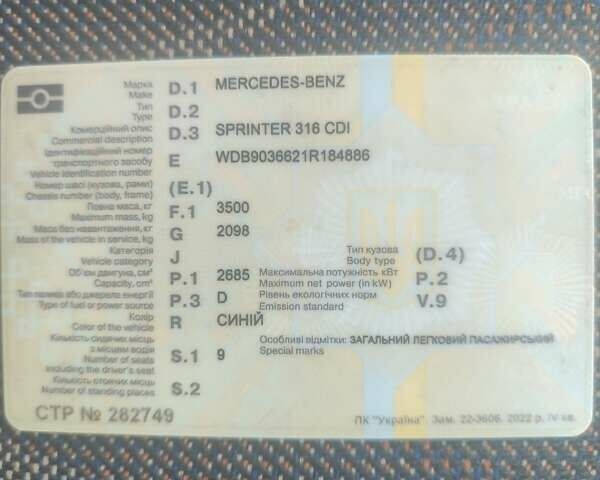 Марка D.1 MERCEDES-BENZ
Make
Тип D.2
Type
Комерційний опис D.3 SPRINTER 316 CDI
Commercial description
Ідентифікаційний номер
транспортного засобу E WDB9036621R184886
Vehicle identification number
Номер шасі (кузова, рами) (E.1)
Chassis number (body, frame)
Повна маса, кг F.1 3500
Maximum mass, kg
Маса без навантаження, кг G 2098
Mass of the vehicle in service, kg
Категорія J Тип кузова (D.4)
Vehicle category Body type
Об'єм двигуна, см³ P.1 2685 Максимальна потужність кВт P.2
Capacity, cm³ Maximum net power (in kW)
Тип палива або джерела енергії P.3 D Рівень екологічних норм V.9
Type of fuel or power source Emission standard
Колір R СИНІЙ
Color of the vehicle
Кількість сидячих місць Особливі відмітки: ЗАГАЛЬНИЙ ЛЕГКОВИЙ ПАСАЖИРСЬКИЙ
з місцем водія S.1 9 Special marks
Number of seats
including the driver's seat
Кількість стоячих місць S.2
Number of standing places
СТР № 282749 ПК "Україна". Зам. 22-3606. 2022 р. IV кв.